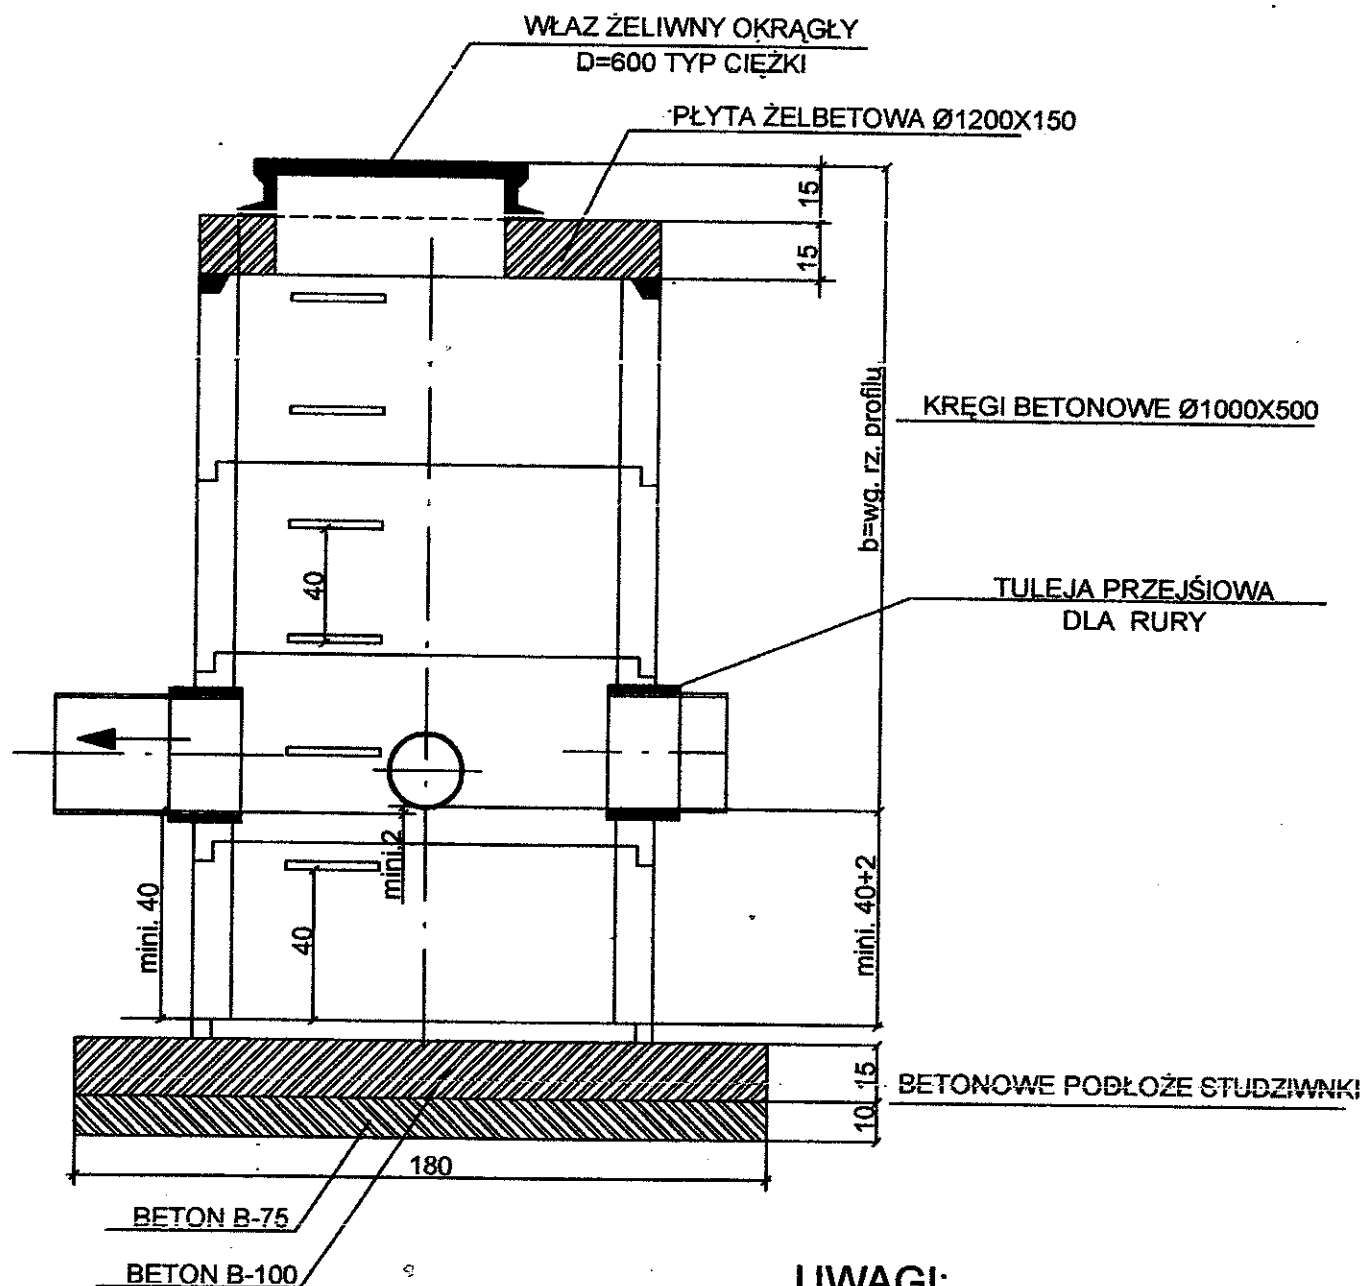 WŁAZ ŻELIWNY OKRĄGŁY
D=600 TYP CIĘŻKI
PŁYTA ŻELBETOWA Ø1200X150
15
15
b=wg. rz. profilu
KRĘGI BETONOWE Ø1000X500
40
TULEJA PRZEJŚIOWA
DLA RURY
mini. 40
40
mini. 2
mini. 40+2
15
10
BETONOWE PODŁOŻE STUDZIWNKI
180
BETON B-75
BETON B-100
UWAGI: